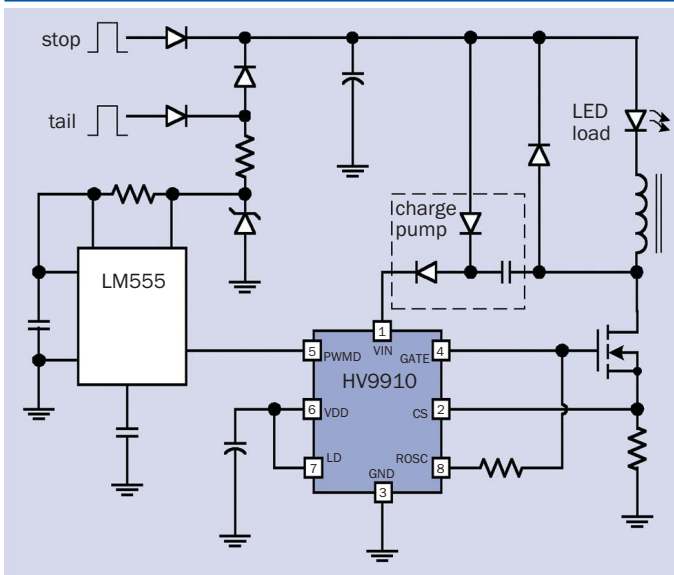 stop
tail
LED
load
charge
pump
LM555
1
VIN
5
PWMD
GATE
4
HV9910
6
VDD
CS
2
7
LD
ROSC
8
GND
3